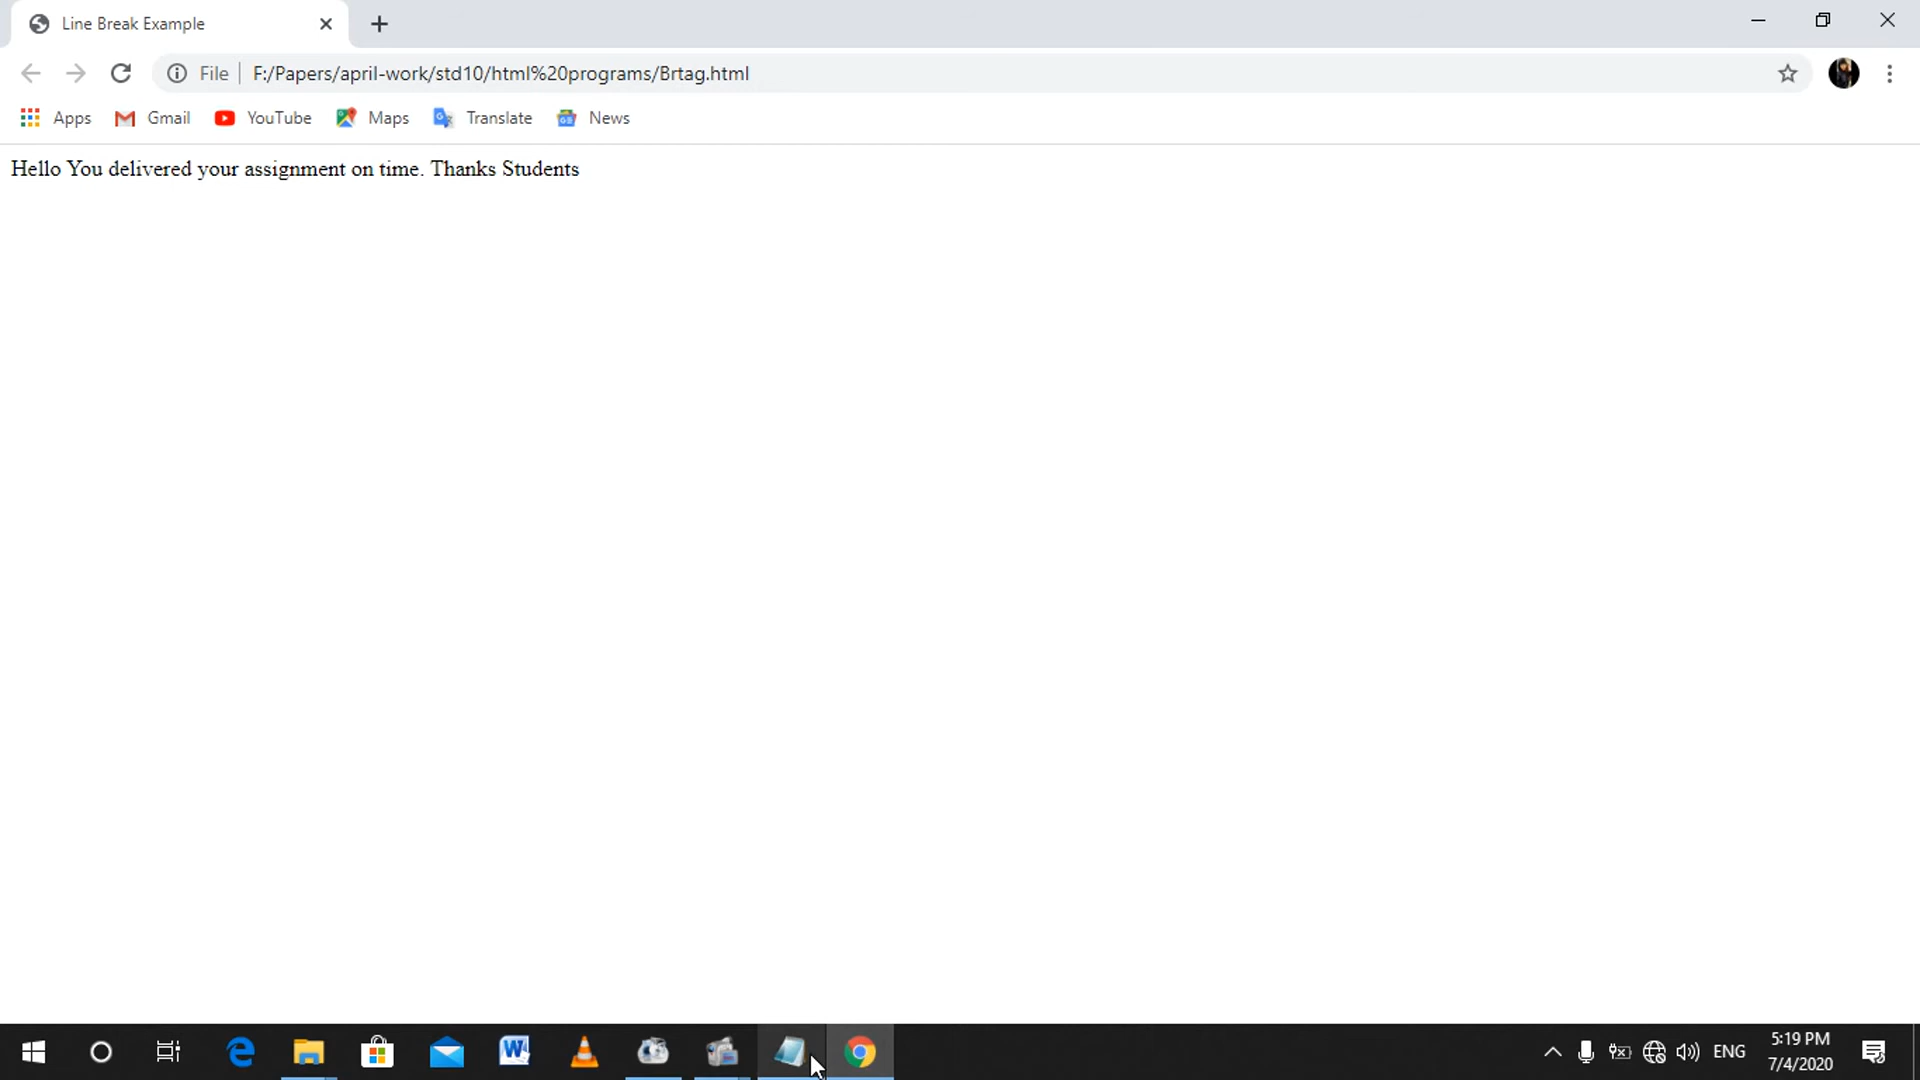 Line Break Example
File F:/Papers/april-work/std10/html%20programs/Brtag.html
Apps Gmail YouTube Maps Translate News
Hello You delivered your assignment on time. Thanks Students
ENG
5:19 PM
7/4/2020